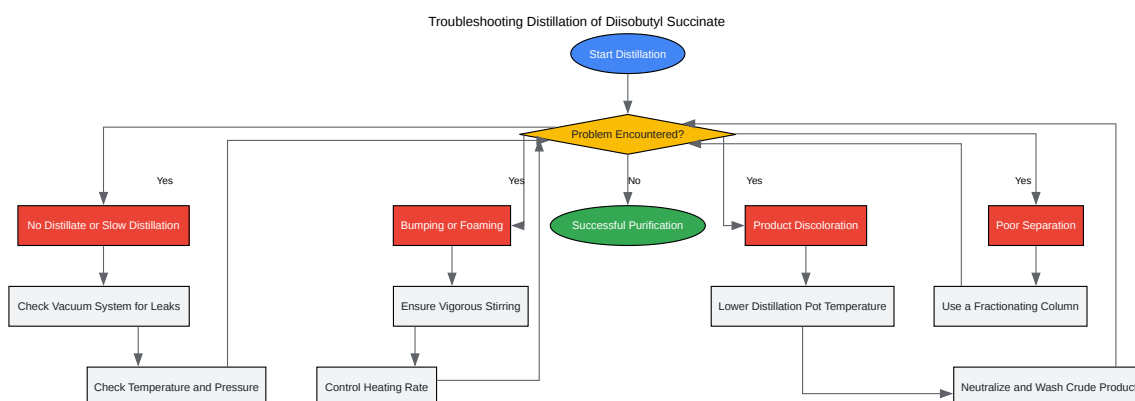 Troubleshooting Distillation of Diisobutyl Succinate
Start Distillation
Problem Encountered?
Yes
Yes
No
Yes
Yes
No Distillate or Slow Distillation
Bumping or Foaming
Successful Purification
Product Discoloration
Poor Separation
Check Vacuum System for Leaks
Ensure Vigorous Stirring
Lower Distillation Pot Temperature
Use a Fractionating Column
Check Temperature and Pressure
Control Heating Rate
Neutralize and Wash Crude Product